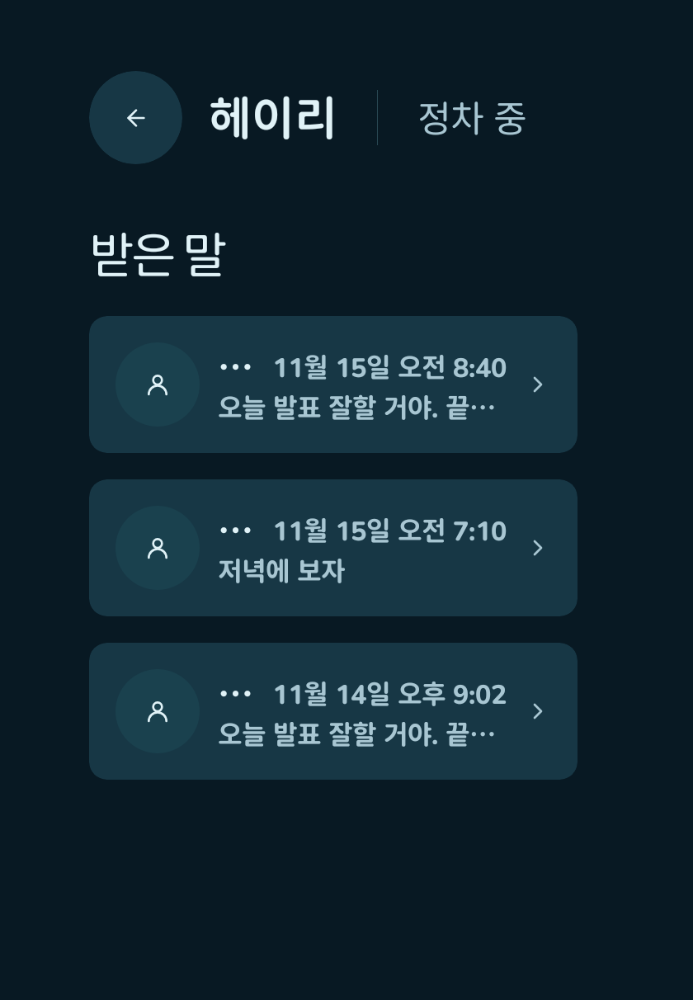 헤이리 정차 중
받은 말
··· 11월 15일 오전 8:40
오늘 발표 잘할 거야. 끝···
··· 11월 15일 오전 7:10
저녁에 보자
··· 11월 14일 오후 9:02
오늘 발표 잘할 거야. 끝···